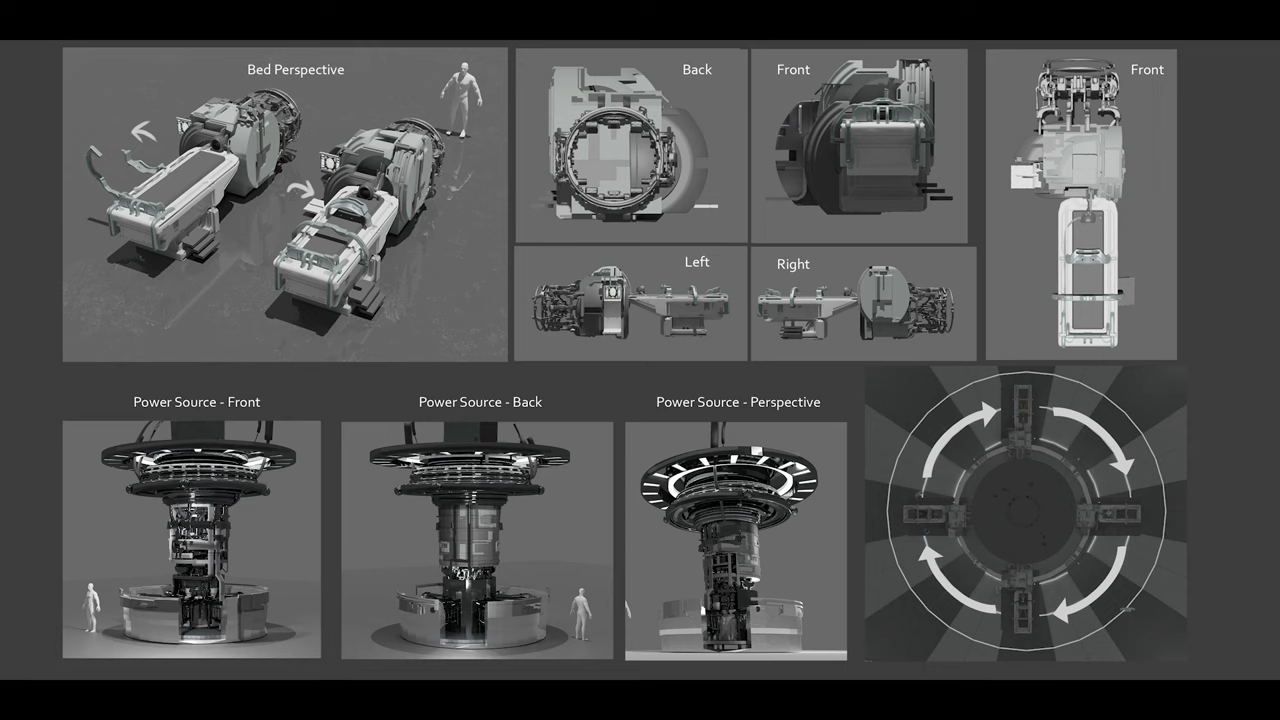 Bed Perspective
Back
Front
Front
Left
Right
Power Source - Front
Power Source - Back
Power Source - Perspective